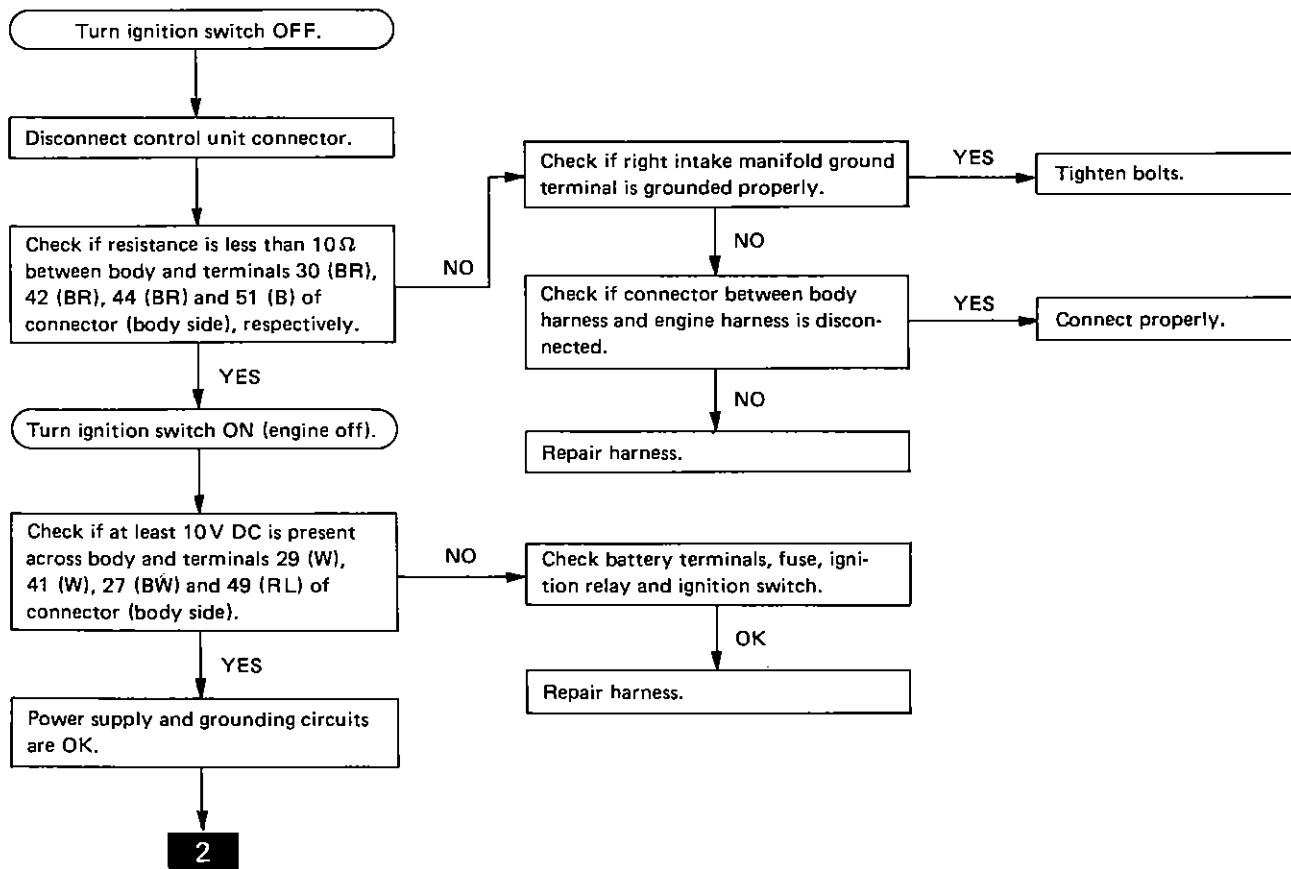 Turn ignition switch OFF.
Disconnect control unit connector.
Check if resistance is less than 10Ω
between body and terminals 30 (BR),
42 (BR), 44 (BR) and 51 (B) of
connector (body side), respectively.
NO
Check if right intake manifold ground
terminal is grounded properly.
YES
Tighten bolts.
NO
Check if connector between body
harness and engine harness is discon-
nected.
YES
Connect properly.
NO
Repair harness.
YES
Turn ignition switch ON (engine off).
Check if at least 10V DC is present
across body and terminals 29 (W),
41 (W), 27 (BW) and 49 (RL) of
connector (body side).
NO
Check battery terminals, fuse, igni-
tion relay and ignition switch.
OK
Repair harness.
YES
Power supply and grounding circuits
are OK.
2